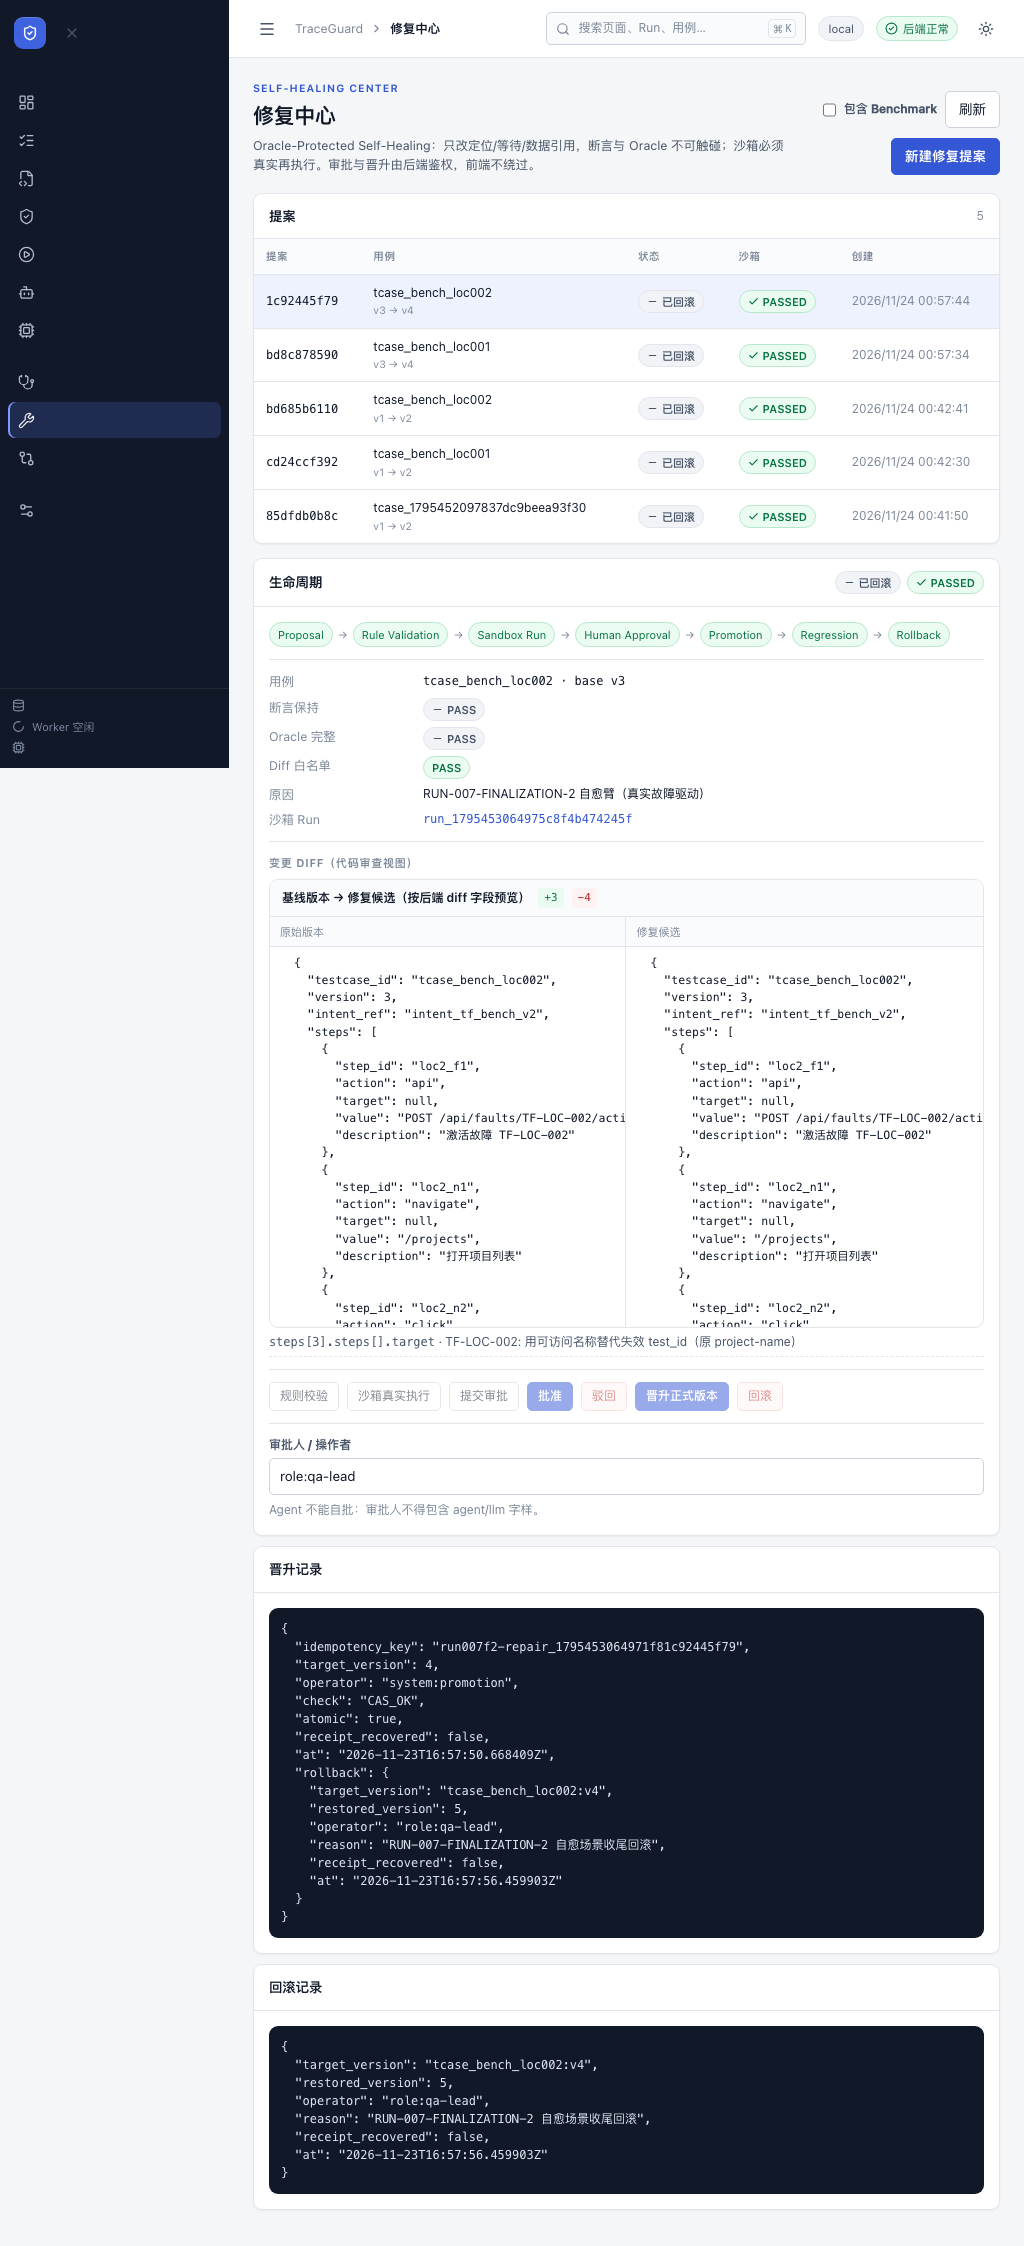 TraceGuard > 修复中心
搜索页面、Run、用例...
⌘ K
local
后端正常
SELF-HEALING CENTER
修复中心
Oracle-Protected Self-Healing：只改定位/等待/数据引用，断言与 Oracle 不可触碰；沙箱必须
真实再执行。审批与晋升由后端鉴权，前端不绕过。
包含 Benchmark
刷新
新建修复提案
提案
5
提案 用例 状态 沙箱 创建
1c92445f79 tcase_bench_loc002 — 已回滚 PASSED 2026/11/24 00:57:44
v3 → v4
bd8c878590 tcase_bench_loc001 — 已回滚 PASSED 2026/11/24 00:57:34
v3 → v4
bd685b6110 tcase_bench_loc002 — 已回滚 PASSED 2026/11/24 00:42:41
v1 → v2
cd24ccf392 tcase_bench_loc001 — 已回滚 PASSED 2026/11/24 00:42:30
v1 → v2
85dfdb0b8c tcase_1795452097837dc9beea93f30 — 已回滚 PASSED 2026/11/24 00:41:50
v1 → v2
Worker 空闲
生命周期
— 已回滚
PASSED
Proposal → Rule Validation → Sandbox Run → Human Approval → Promotion → Regression → Rollback
用例 tcase_bench_loc002 · base v3
断言保持 — PASS
Oracle 完整 — PASS
Diff 白名单 PASS
原因 RUN-007-FINALIZATION-2 自愈臂（真实故障驱动）
沙箱 Run run_1795453064975c8f4b474245f
变更 DIFF（代码审查视图）
基线版本 → 修复候选（按后端 diff 字段预览） +3 −4
原始版本
{
"testcase_id": "tcase_bench_loc002",
"version": 3,
"intent_ref": "intent_tf_bench_v2",
"steps": [
{
"step_id": "loc2_f1",
"action": "api",
"target": null,
"value": "POST /api/faults/TF-LOC-002/acti
"description": "激活故障 TF-LOC-002"
},
{
"step_id": "loc2_n1",
"action": "navigate",
"target": null,
"value": "/projects",
"description": "打开项目列表"
},
{
"step_id": "loc2_n2",
"action": "click"
修复候选
{
"testcase_id": "tcase_bench_loc002",
"version": 3,
"intent_ref": "intent_tf_bench_v2",
"steps": [
{
"step_id": "loc2_f1",
"action": "api",
"target": null,
"value": "POST /api/faults/TF-LOC-002/acti
"description": "激活故障 TF-LOC-002"
},
{
"step_id": "loc2_n1",
"action": "navigate",
"target": null,
"value": "/projects",
"description": "打开项目列表"
},
{
"step_id": "loc2_n2",
"action": "click"
steps[3].steps[].target · TF-LOC-002: 用可访问名称替代失效 test_id（原 project-name）
规则校验 沙箱真实执行 提交审批 批准 驳回 晋升正式版本 回滚
审批人 / 操作者
role:qa-lead
Agent 不能自批：审批人不得包含 agent/llm 字样。
晋升记录
{
"idempotency_key": "run007f2-repair_1795453064971f81c92445f79",
"target_version": 4,
"operator": "system:promotion",
"check": "CAS_OK",
"atomic": true,
"receipt_recovered": false,
"at": "2026-11-23T16:57:50.668409Z",
"rollback": {
"target_version": "tcase_bench_loc002:v4",
"restored_version": 5,
"operator": "role:qa-lead",
"reason": "RUN-007-FINALIZATION-2 自愈场景收尾回滚",
"receipt_recovered": false,
"at": "2026-11-23T16:57:56.459903Z"
}
}
回滚记录
{
"target_version": "tcase_bench_loc002:v4",
"restored_version": 5,
"operator": "role:qa-lead",
"reason": "RUN-007-FINALIZATION-2 自愈场景收尾回滚",
"receipt_recovered": false,
"at": "2026-11-23T16:57:56.459903Z"
}